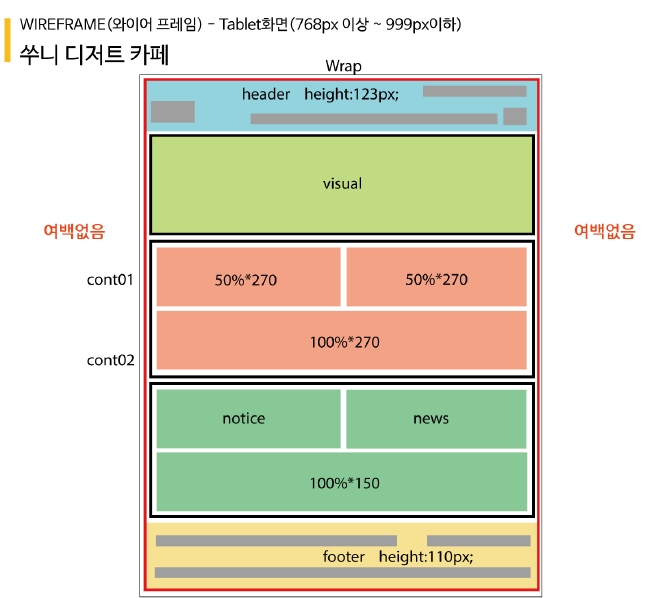 WIREFRAME(와이어 프레임) - Tablet화면(768px 이상 ~ 999px이하)
쑤니 디저트 카페
Wrap
header height:123px;
visual
여백없음
여백없음
cont01
50%*270
50%*270
100%*270
cont02
notice
news
100%*150
footer height:110px;